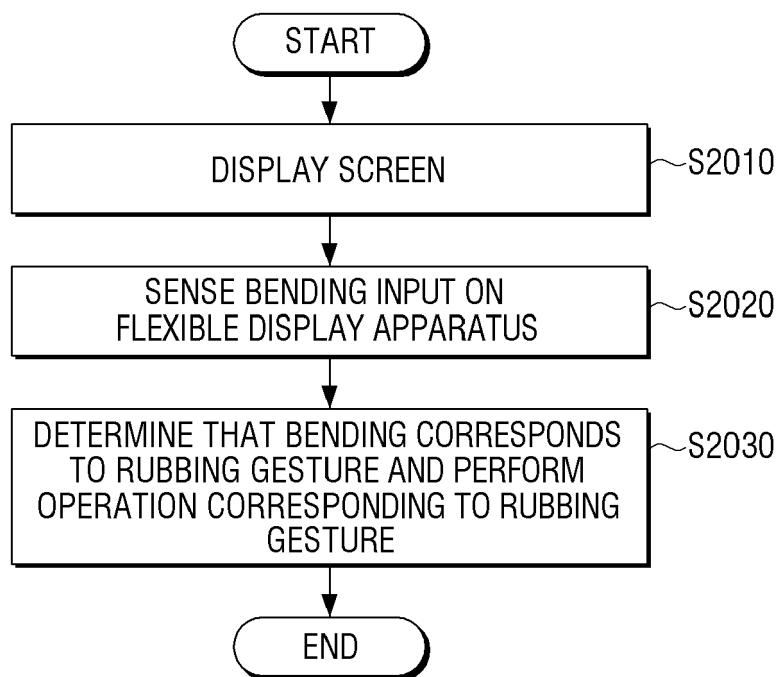 START
DISPLAY SCREEN
S2010
SENSE BENDING INPUT ON
FLEXIBLE DISPLAY APPARATUS
S2020
DETERMINE THAT BENDING CORRESPONDS
TO RUBBING GESTURE AND PERFORM
OPERATION CORRESPONDING TO RUBBING
GESTURE
S2030
END